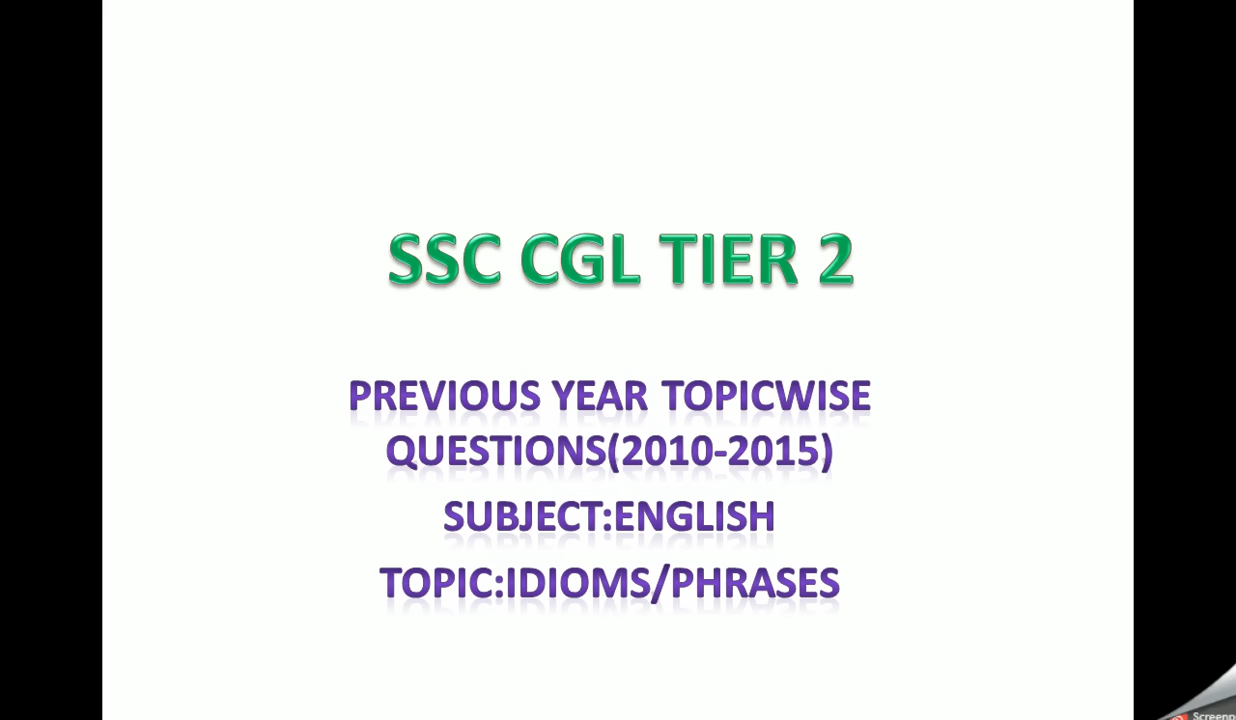 SSC CGL TIER 2
PREVIOUS YEAR TOPICWISE
QUESTIONS(2010-2015)
SUBJECT:ENGLISH
TOPIC:IDIOMS/PHRASES